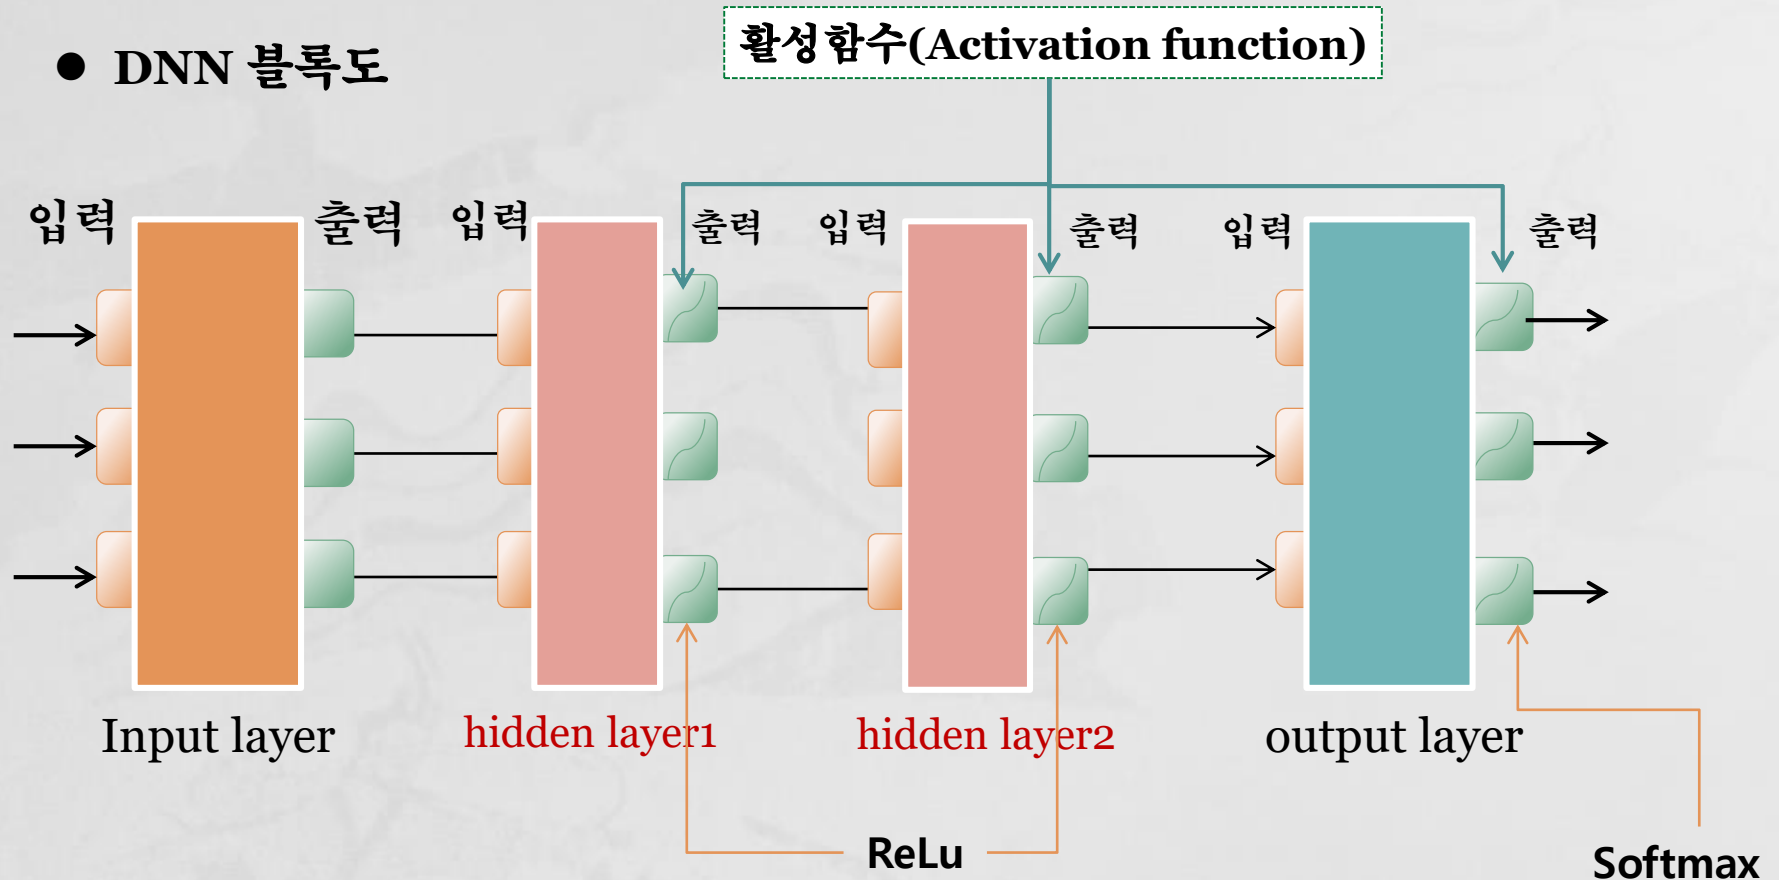 활성함수(Activation function)
● DNN 블록도
입력 출력 입력 출력 입력 출력 입력 출력
Input layer hidden layer1 hidden layer2 output layer
ReLu
Softmax